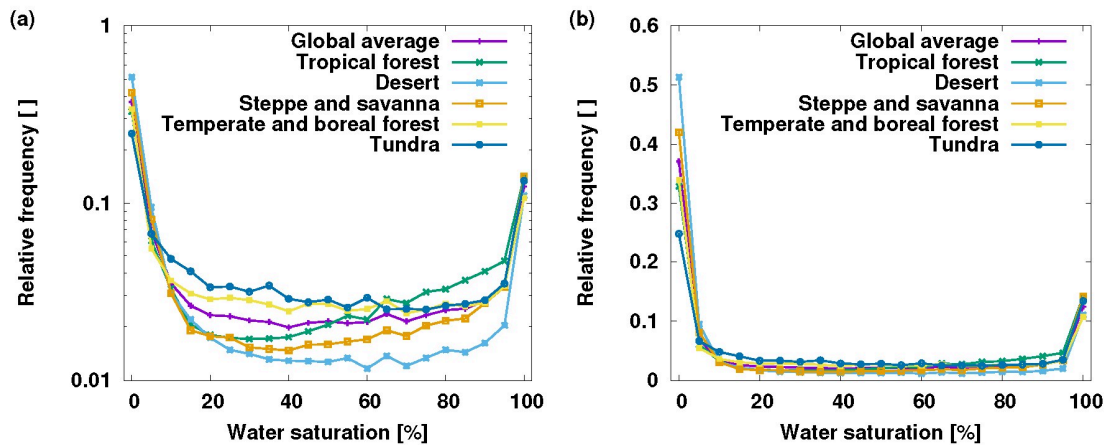 (a)
1
0.1
0.01
Relative frequency [ ]
Global average
Tropical forest
Desert
Steppe and savanna
Temperate and boreal forest
Tundra
0 20 40 60 80 100
Water saturation [%]
(b)
0.6
0.5
0.4
0.3
0.2
0.1
0
Relative frequency [ ]
Global average
Tropical forest
Desert
Steppe and savanna
Temperate and boreal forest
Tundra
0 20 40 60 80 100
Water saturation [%]